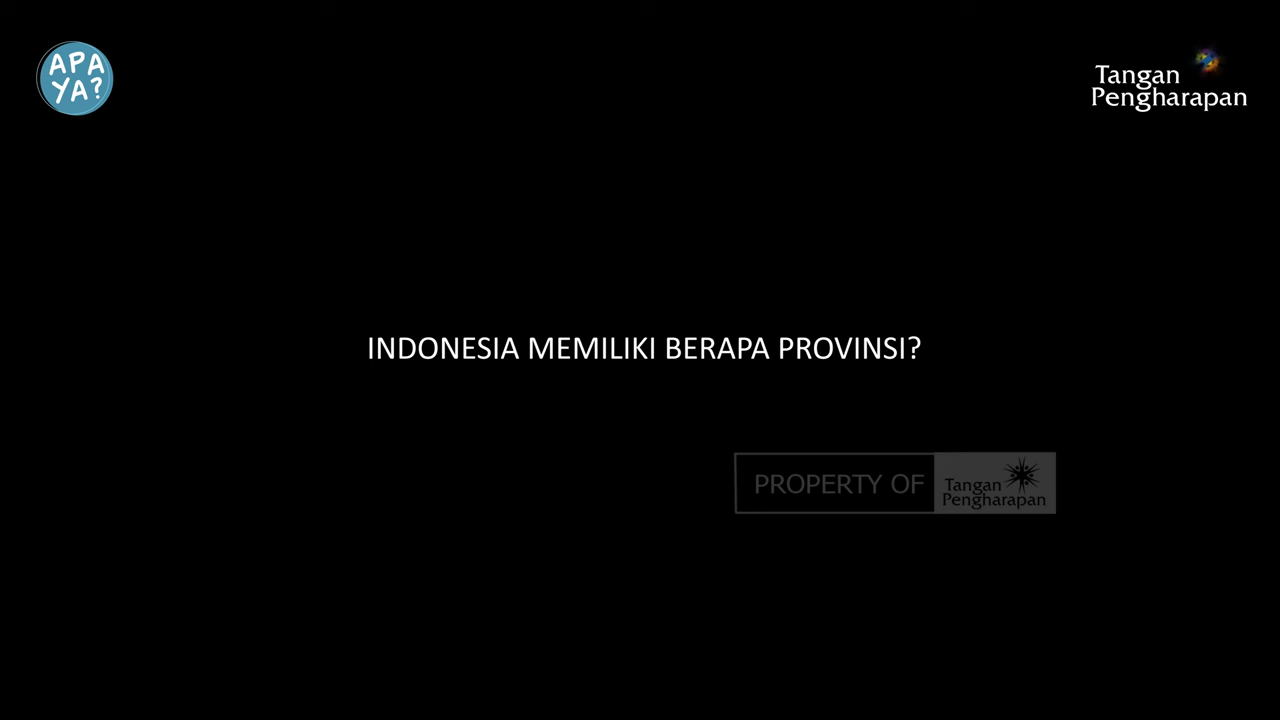 APA
YA?
Tangan
Pengharapan
INDONESIA MEMILIKI BERAPA PROVINSI?
PROPERTY OF
Tangan
Pengharapan